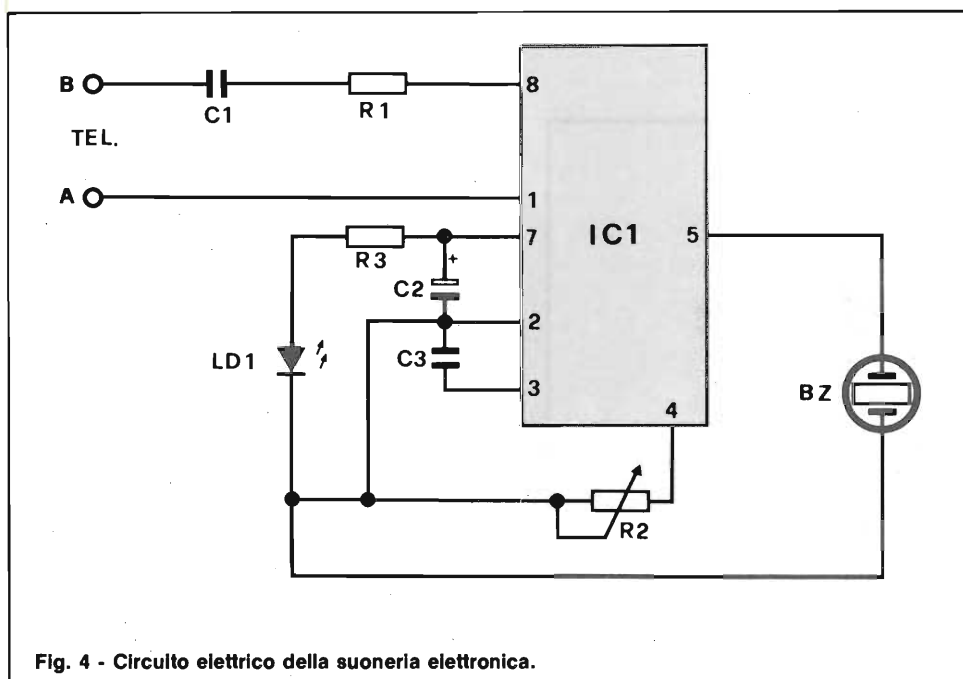 B
C1
R1
8
TEL.
A
1
IC1
5
R3
7
+
C2
2
LD1
C3
3
BZ
4
R2
Fig. 4 - Circuito elettrico della suoneria elettronica.